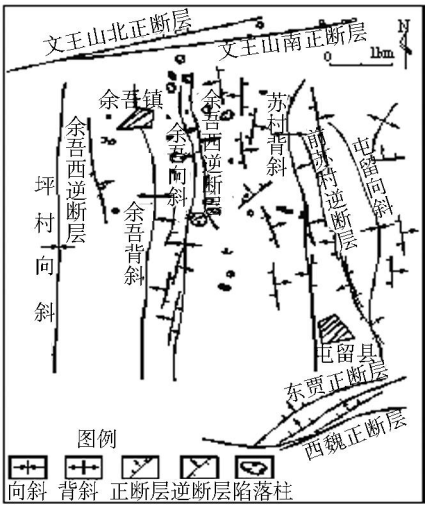 文王山北正断层
文王山南正断层
N
0 1km
余吾镇
余吾西逆断层
余吾向斜
余吾西逆断层
苏村背斜
前苏村逆断层
屯留向斜
坪村向斜
余吾背斜
屯留县
东贾正断层
西魏正断层
图例
向斜 背斜 正断层 逆断层 陷落柱